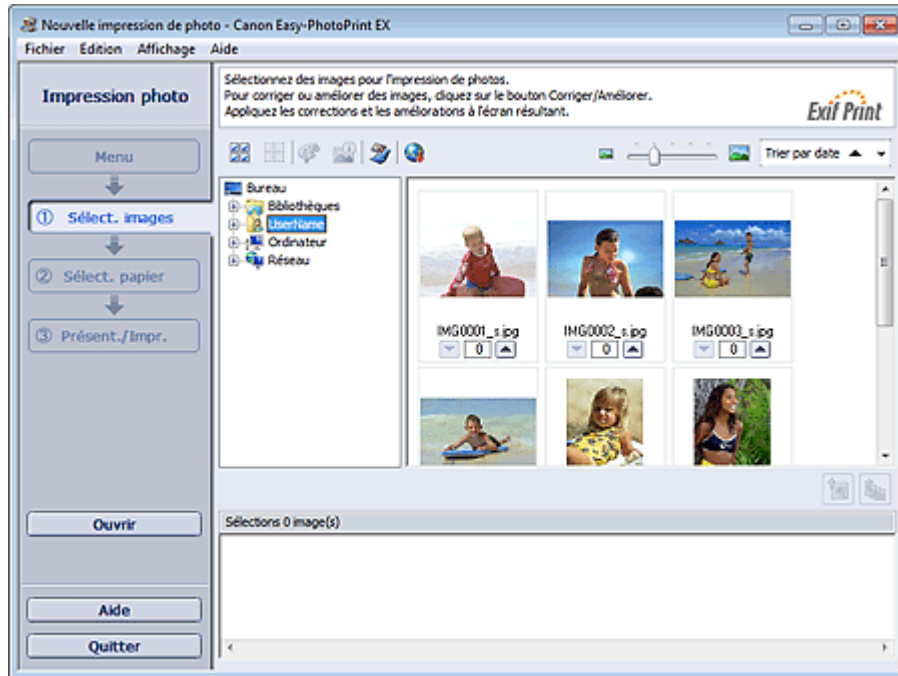 Nouvelle impression de photo - Canon Easy-PhotoPrint EX
Fichier Edition Affichage Aide
Impression photo
Sélectionnez des images pour l'impression de photos.
Pour corriger ou améliorer des images, cliquez sur le bouton Corriger/Améliorer.
Appliquez les corrections et les améliorations à l'écran résultant.
Exif Print
Menu
① Sélect. images
② Sélect. papier
③ Présent./Impr.
Ouvrir
Aide
Quitter
Trier par date
Bureau
Bibliothèques
UserName
Ordinateur
Réseau
IMG0001_s.jpg IMG0002_s.jpg IMG0003_s.jpg
0 0 0
Sélections 0 image(s)